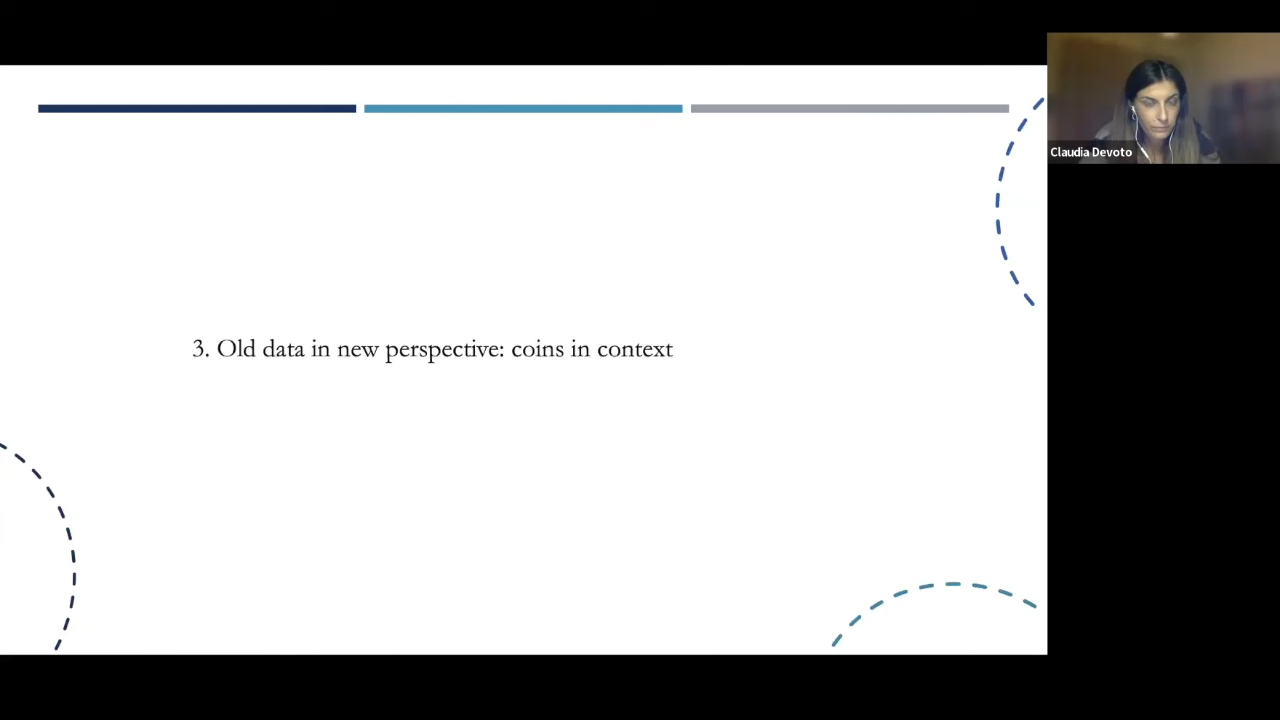 3. Old data in new perspective: coins in context
Claudia Devoto